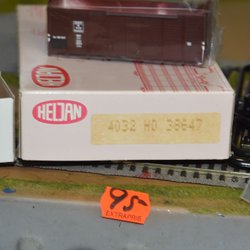 HELJAN
4032 HO 38647
95
EXTRAPRIS